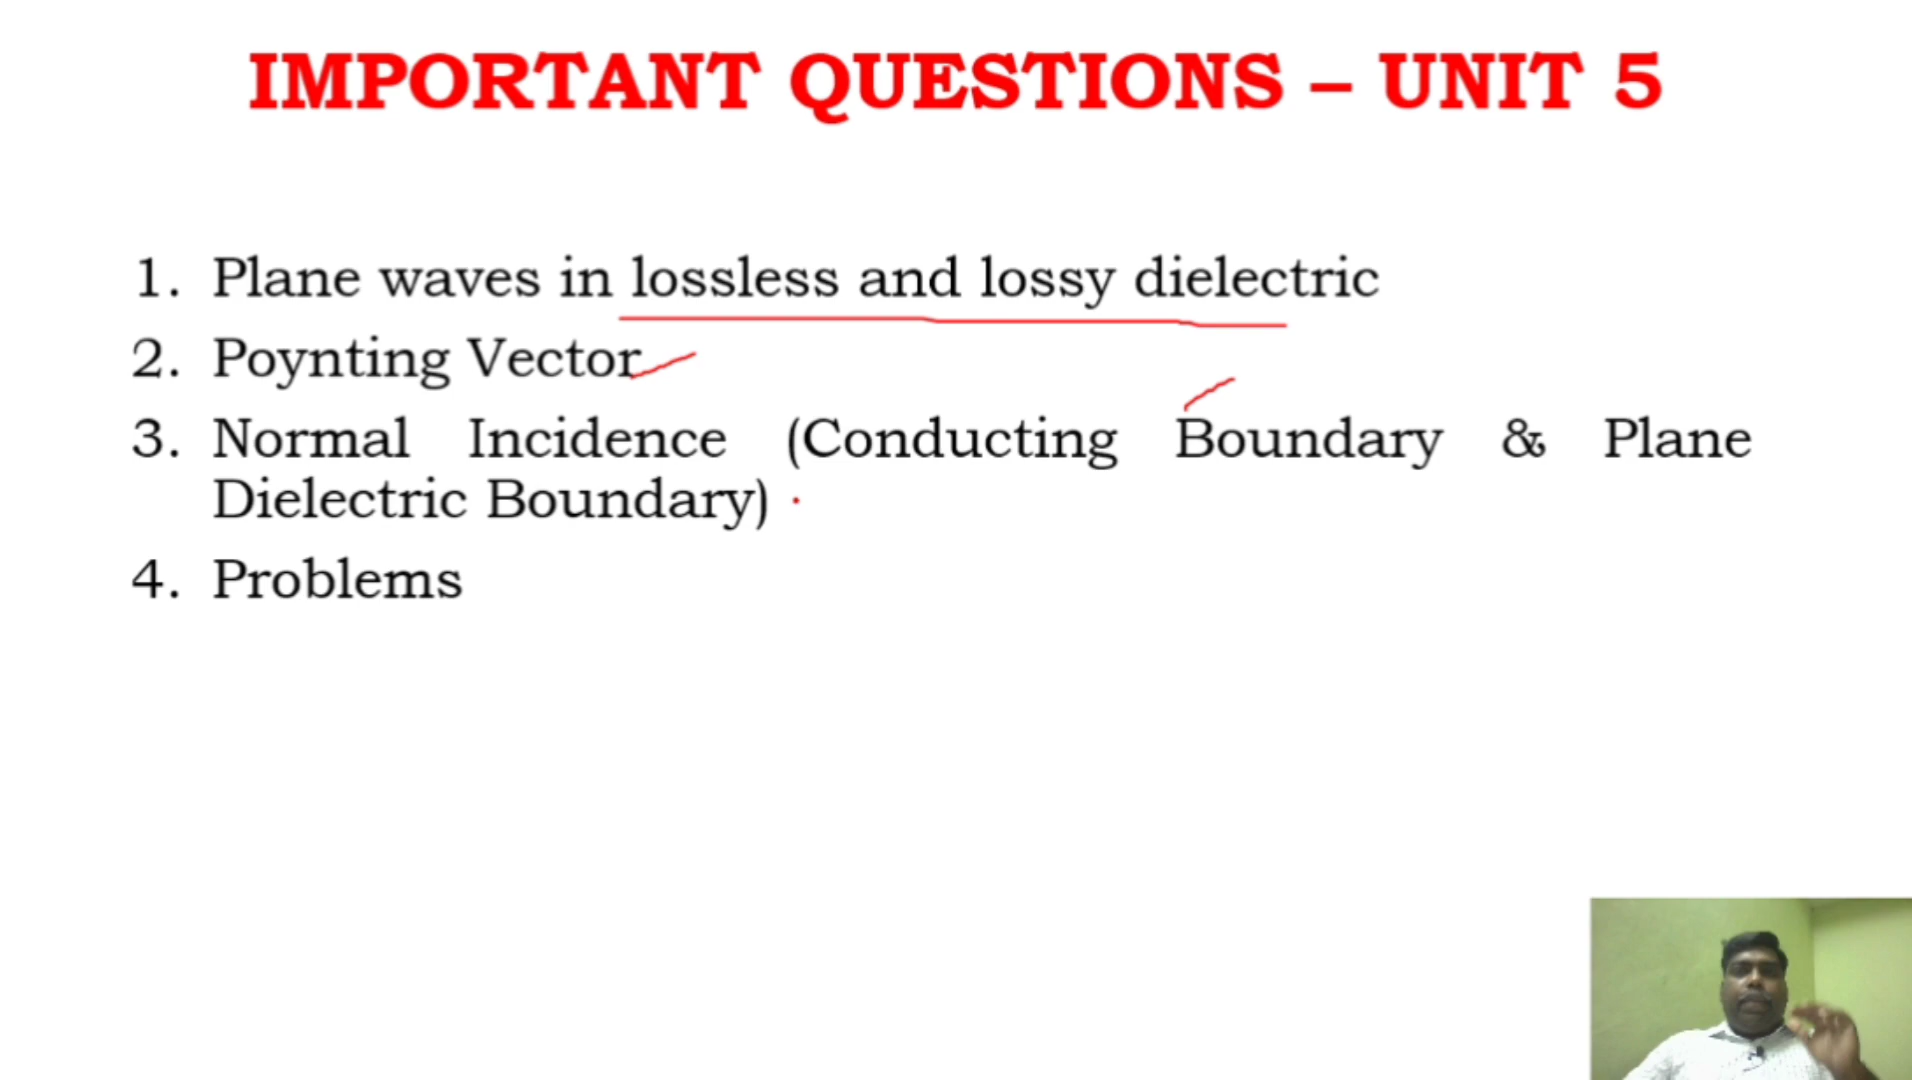 IMPORTANT QUESTIONS – UNIT 5
1. Plane waves in lossless and lossy dielectric
2. Poynting Vector
3. Normal Incidence (Conducting Boundary & Plane
Dielectric Boundary)
4. Problems